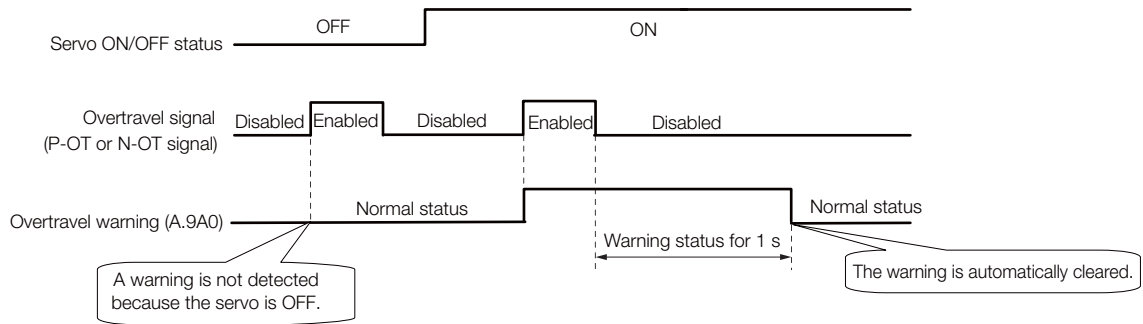 OFF
ON
Servo ON/OFF status
Overtravel signal
(P-OT or N-OT signal)
Disabled
Enabled
Disabled
Enabled
Disabled
Overtravel warning (A.9A0)
Normal status
Normal status
Warning status for 1 s
A warning is not detected
because the servo is OFF.
The warning is automatically cleared.